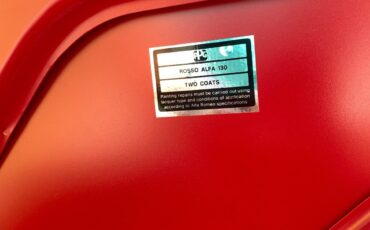 PPG
ROSSO ALFA 130
TWO COATS
Painting repairs must be carried out using
lacquer type and conditions of application
according to Alfa Romeo specifications